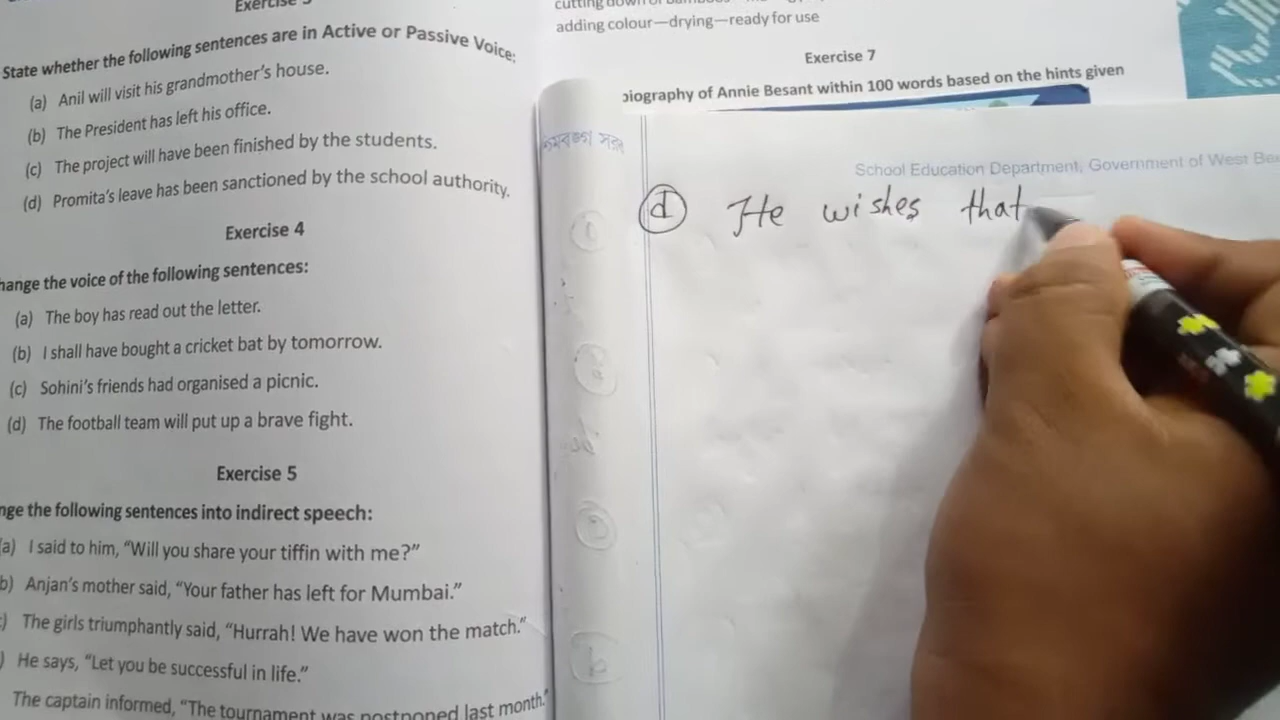 Exercise
State whether the following sentences are in Active or Passive Voice:
(a) Anil will visit his grandmother's house.
(b) The President has left his office.
(c) The project will have been finished by the students.
(d) Promita's leave has been sanctioned by the school authority.
Exercise 4
hange the voice of the following sentences:
(a) The boy has read out the letter.
(b) I shall have bought a cricket bat by tomorrow.
(c) Sohini's friends had organised a picnic.
(d) The football team will put up a brave fight.
Exercise 5
nge the following sentences into indirect speech:
a) I said to him, "Will you share your tiffin with me?"
b) Anjan's mother said, "Your father has left for Mumbai."
) The girls triumphantly said, "Hurrah! We have won the match."
) He says, "Let you be successful in life."
The captain informed, "The tournament was postponed last month."
cutting down of
adding colour—drying—ready for use
Exercise 7
biography of Annie Besant within 100 words based on the hints given
School Education Department, Government of West Be
(d) He wishes that